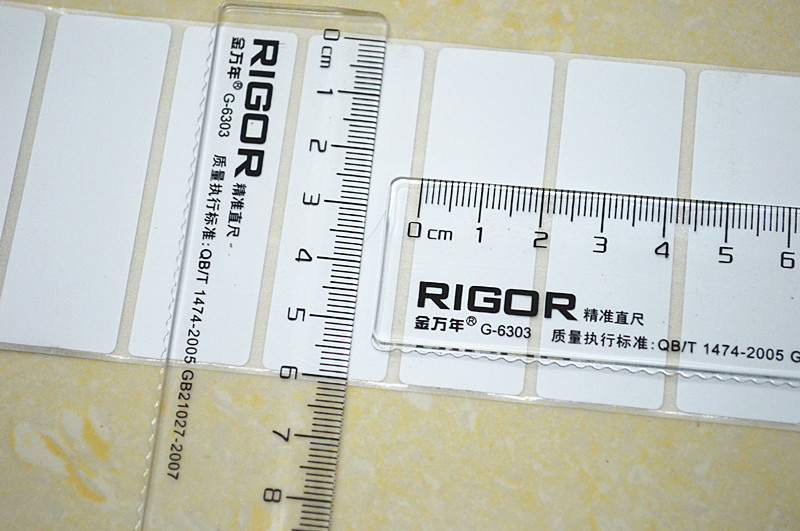 RIGOR 精准直尺
金万年® G-6303 质量执行标准:QB/T 1474-2005 GB21027-2007
0 cm 1 2 3 4 5 6 7 8
0 cm 1 2 3 4 5 6
RIGOR 精准直尺
金万年® G-6303 质量执行标准:QB/T 1474-2005 G